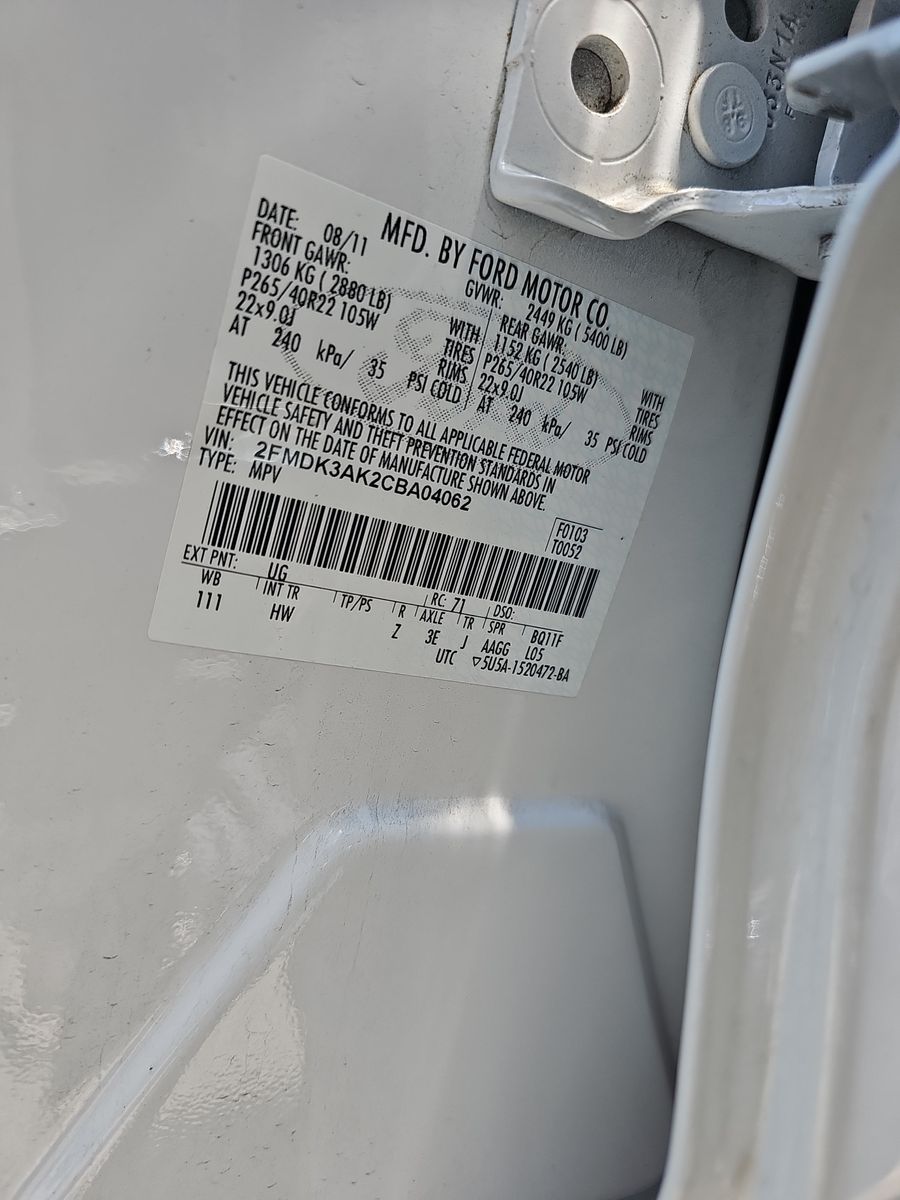 MFD. BY FORD MOTOR CO.
DATE: 08/11 GVWR: 2449 KG ( 5400 LB)
FRONT GAWR: REAR GAWR:
1306 KG ( 2880 LB) WITH 1152 KG ( 2540 LB) WITH
P265/40R22 105W TIRES P265/40R22 105W TIRES
22x9.0J RIMS 22x9.0J RIMS
AT 240 kPa/ 35 PSI COLD AT 240 kPa/ 35 PSI COLD
THIS VEHICLE CONFORMS TO ALL APPLICABLE FEDERAL MOTOR
VEHICLE SAFETY AND THEFT PREVENTION STANDARDS IN
EFFECT ON THE DATE OF MANUFACTURE SHOWN ABOVE.
VIN: 2FMDK3AK2CBA04062
TYPE: MPV
F0103
T0052
EXT PNT: UG RC: 71 DSO:
WB INT TR TP/PS R AXLE TR SPR BQ1TF
111 HW Z 3E J AAGG L05
UTC ▽5U5A-1520472-BA